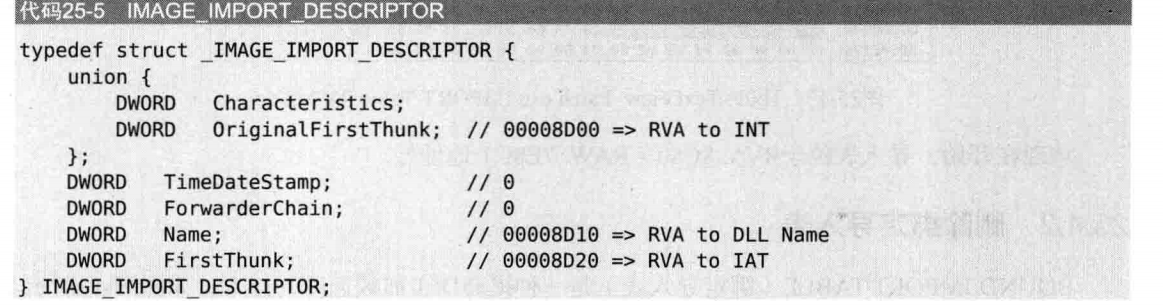 代码25-5 IMAGE_IMPORT_DESCRIPTOR
typedef struct _IMAGE_IMPORT_DESCRIPTOR {
    union {
        DWORD   Characteristics;
        DWORD   OriginalFirstThunk;  // 00008D00 => RVA to INT
    };
    DWORD   TimeDateStamp;           // 0
    DWORD   ForwarderChain;          // 0
    DWORD   Name;                    // 00008D10 => RVA to DLL Name
    DWORD   FirstThunk;              // 00008D20 => RVA to IAT
} IMAGE_IMPORT_DESCRIPTOR;